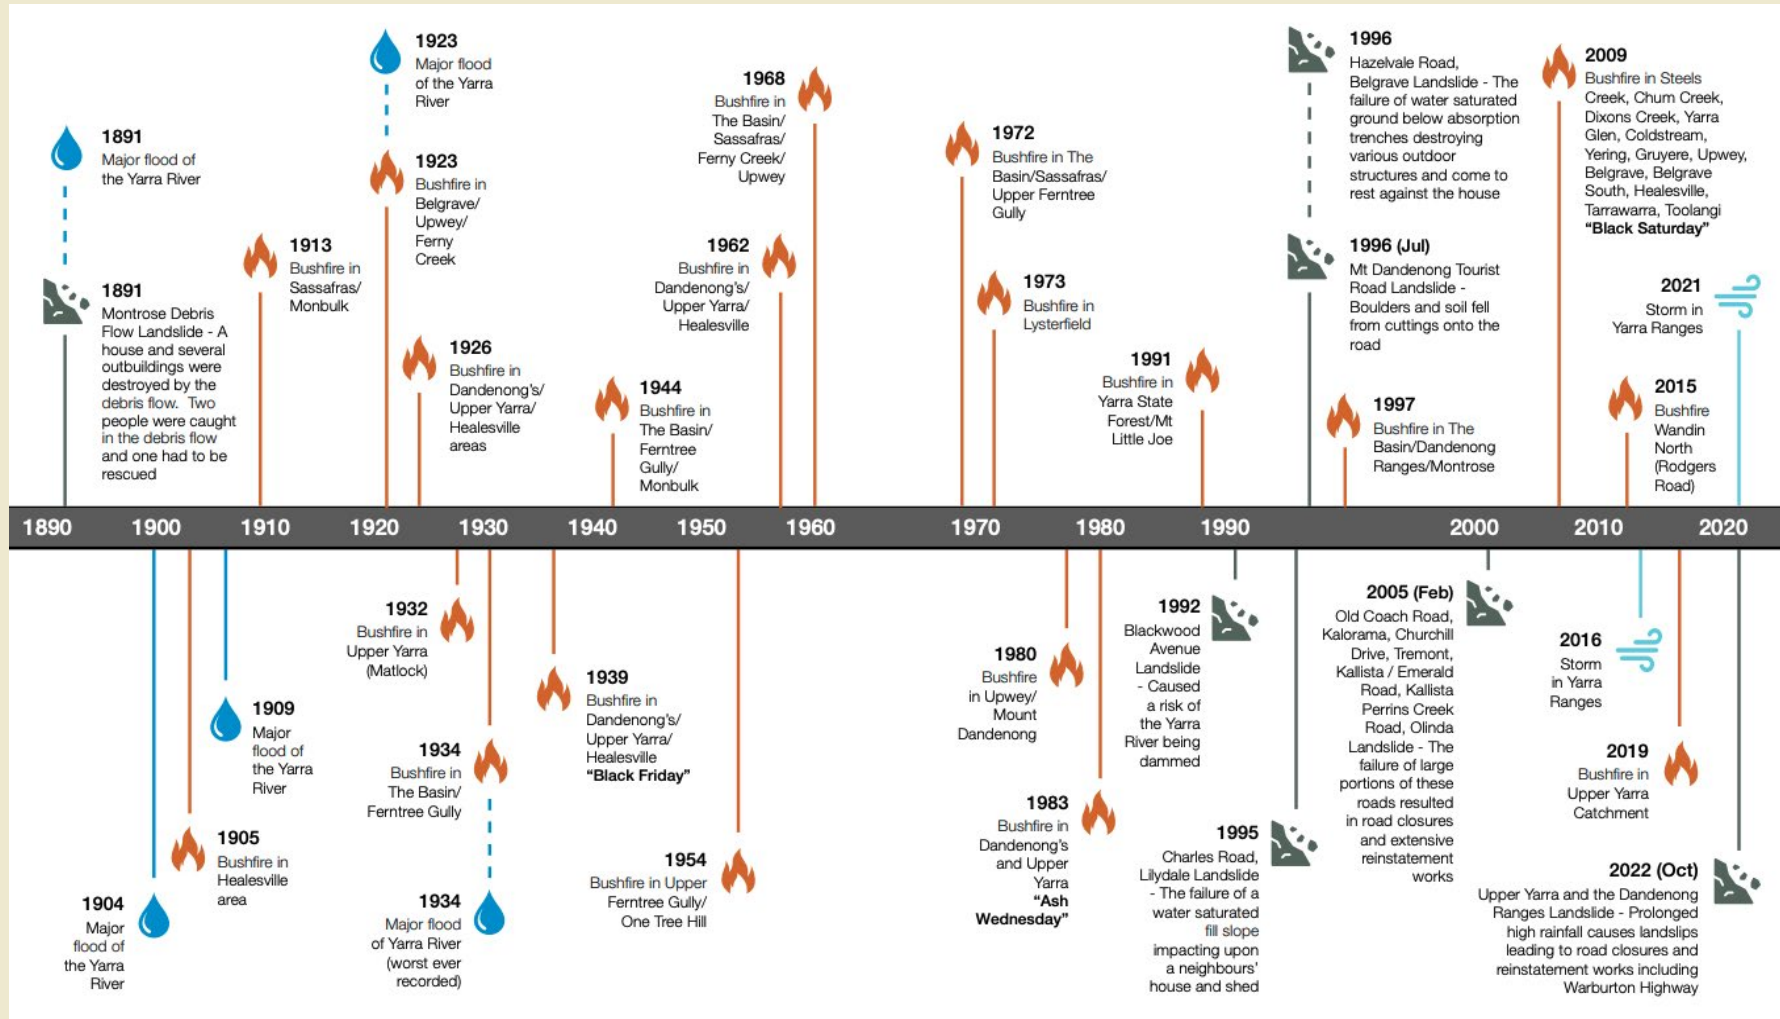 1891
Major flood of
the Yarra River
1891
Montrose Debris
Flow Landslide - A
house and several
outbuildings were
destroyed by the
debris flow. Two
people were caught
in the debris flow
and one had to be
rescued
1913
Bushfire in
Sassafras/
Monbulk
1923
Major flood
of the Yarra
River
1923
Bushfire in
Belgrave/
Upwey/
Ferny
Creek
1926
Bushfire in
Dandenong's/
Upper Yarra/
Healesville
areas
1944
Bushfire in
The Basin/
Ferntree
Gully/
Monbulk
1968
Bushfire in
The Basin/
Sassafras/
Ferny Creek/
Upwey
1962
Bushfire in
Dandenong's/
Upper Yarra/
Healesville
1972
Bushfire in The
Basin/Sassafras/
Upper Ferntree
Gully
1973
Bushfire in
Lysterfield
1991
Bushfire in
Yarra State
Forest/Mt
Little Joe
1996
Hazelvale Road,
Belgrave Landslide - The
failure of water saturated
ground below absorption
trenches destroying
various outdoor
structures and come to
rest against the house
1996 (Jul)
Mt Dandenong Tourist
Road Landslide -
Boulders and soil fell
from cuttings onto the
road
1997
Bushfire in The
Basin/Dandenong
Ranges/Montrose
2009
Bushfire in Steels
Creek, Chum Creek,
Dixons Creek, Yarra
Glen, Coldstream,
Yering, Gruyere, Upwey,
Belgrave, Belgrave
South, Healesville,
Tarrawarra, Toolangi
“Black Saturday”
2021
Storm in
Yarra Ranges
2015
Bushfire
Wandin
North
(Rodgers
Road)
1890 1900 1910 1920 1930 1940 1950 1960 1970 1980 1990 2000 2010 2020
1904
Major
flood of
the Yarra
River
1905
Bushfire in
Healesville
area
1909
Major
flood of
the Yarra
River
1932
Bushfire in
Upper Yarra
(Matlock)
1934
Bushfire in
The Basin/
Ferntree Gully
1934
Major flood
of Yarra River
(worst ever
recorded)
1939
Bushfire in
Dandenong's/
Upper Yarra/
Healesville
“Black Friday”
1954
Bushfire in Upper
Ferntree Gully/
One Tree Hill
1980
Bushfire
in Upwey/
Mount
Dandenong
1983
Bushfire in
Dandenong's
and Upper
Yarra
“Ash
Wednesday”
1992
Blackwood
Avenue
Landslide
- Caused
a risk of
the Yarra
River being
dammed
1995
Charles Road,
Lilydale Landslide
- The failure of a
water saturated
fill slope
impacting upon
a neighbours'
house and shed
2005 (Feb)
Old Coach Road,
Kalorama, Churchill
Drive, Tremont,
Kallista / Emerald
Road, Kallista
Perrins Creek
Road, Olinda
Landslide - The
failure of large
portions of these
roads resulted
in road closures
and extensive
reinstatement
works
2016
Storm
in Yarra
Ranges
2019
Bushfire in
Upper Yarra
Catchment
2022 (Oct)
Upper Yarra and the Dandenong
Ranges Landslide - Prolonged
high rainfall causes landslips
leading to road closures and
reinstatement works including
Warburton Highway